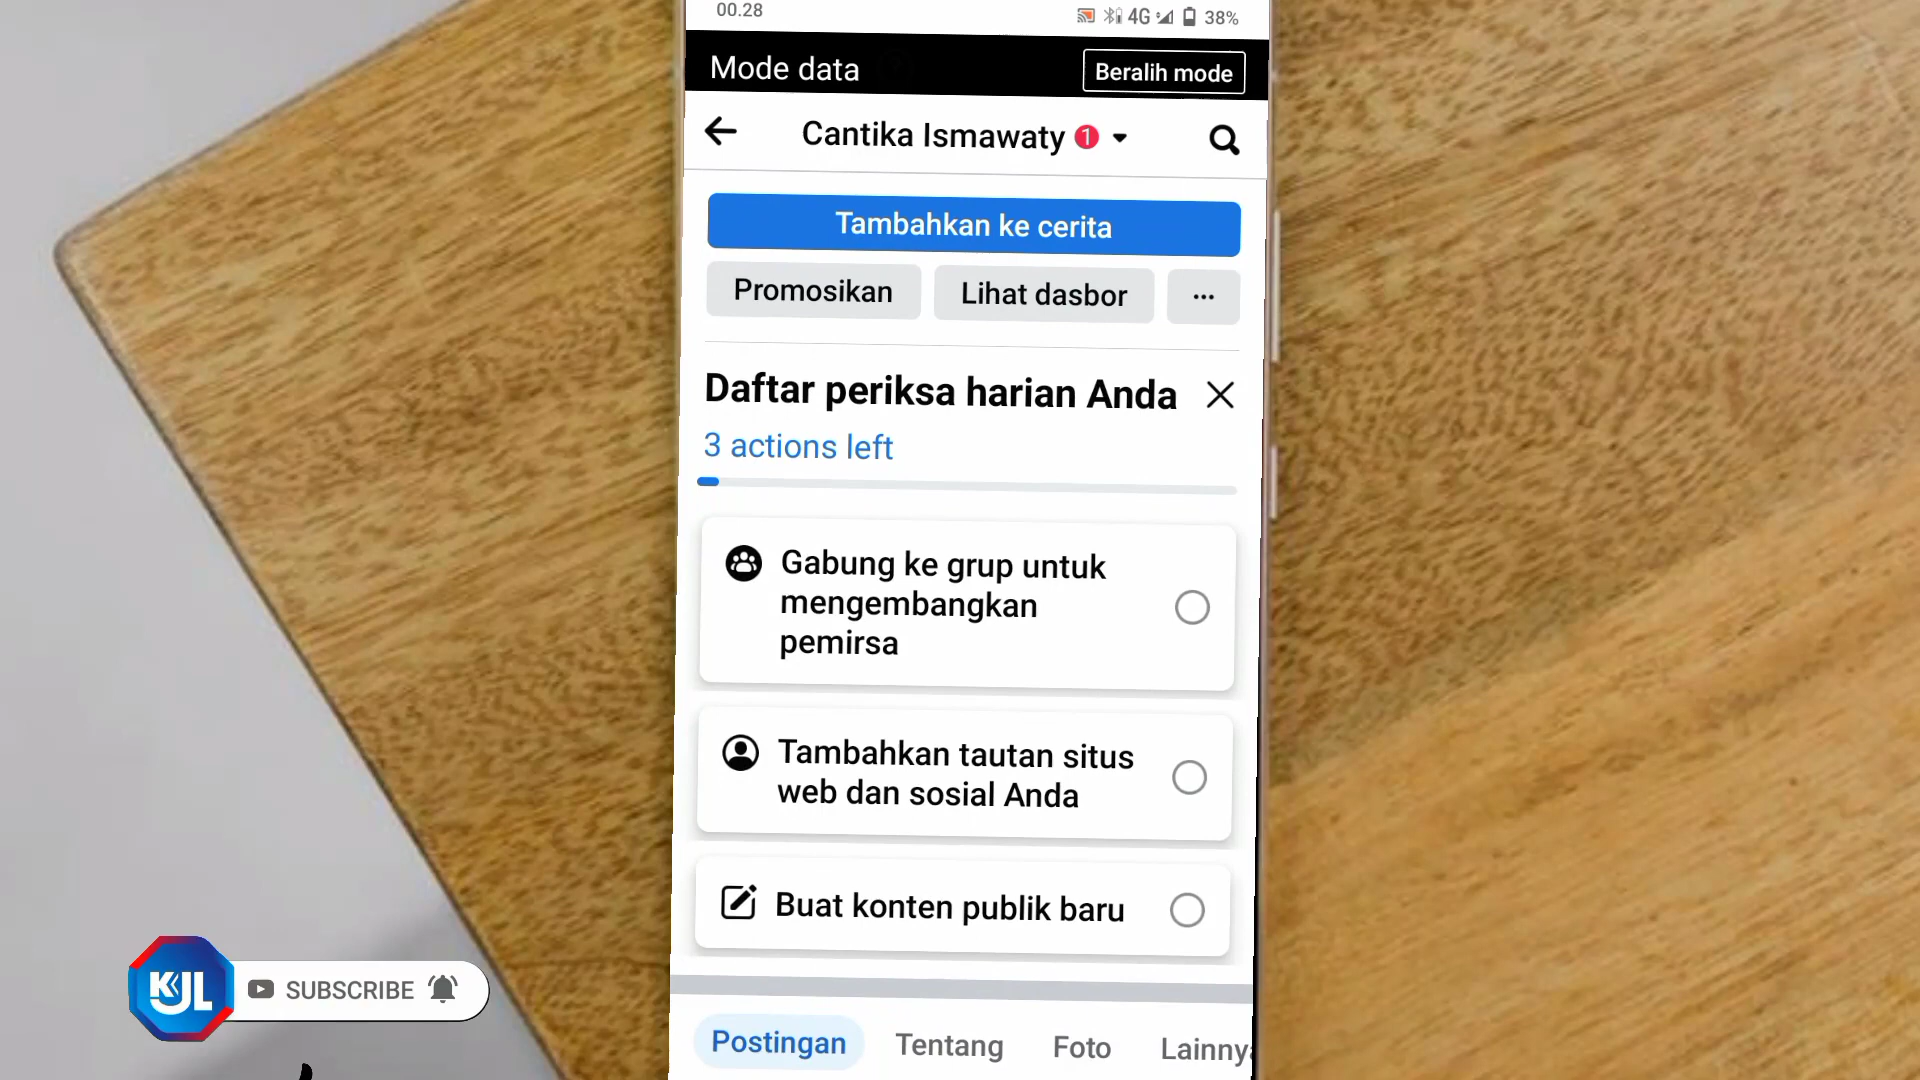 00.28
4G 38%
Mode data
Beralih mode
Cantika Ismawaty 1
Tambahkan ke cerita
Promosikan
Lihat dasbor
...
Daftar periksa harian Anda
3 actions left
Gabung ke grup untuk
mengembangkan
pemirsa
Tambahkan tautan situs
web dan sosial Anda
Buat konten publik baru
KJL
SUBSCRIBE
Postingan
Tentang
Foto